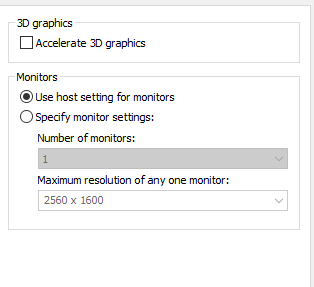 3D graphics
Accelerate 3D graphics
Monitors
Use host setting for monitors
Specify monitor settings:
Number of monitors:
1
Maximum resolution of any one monitor:
2560 x 1600